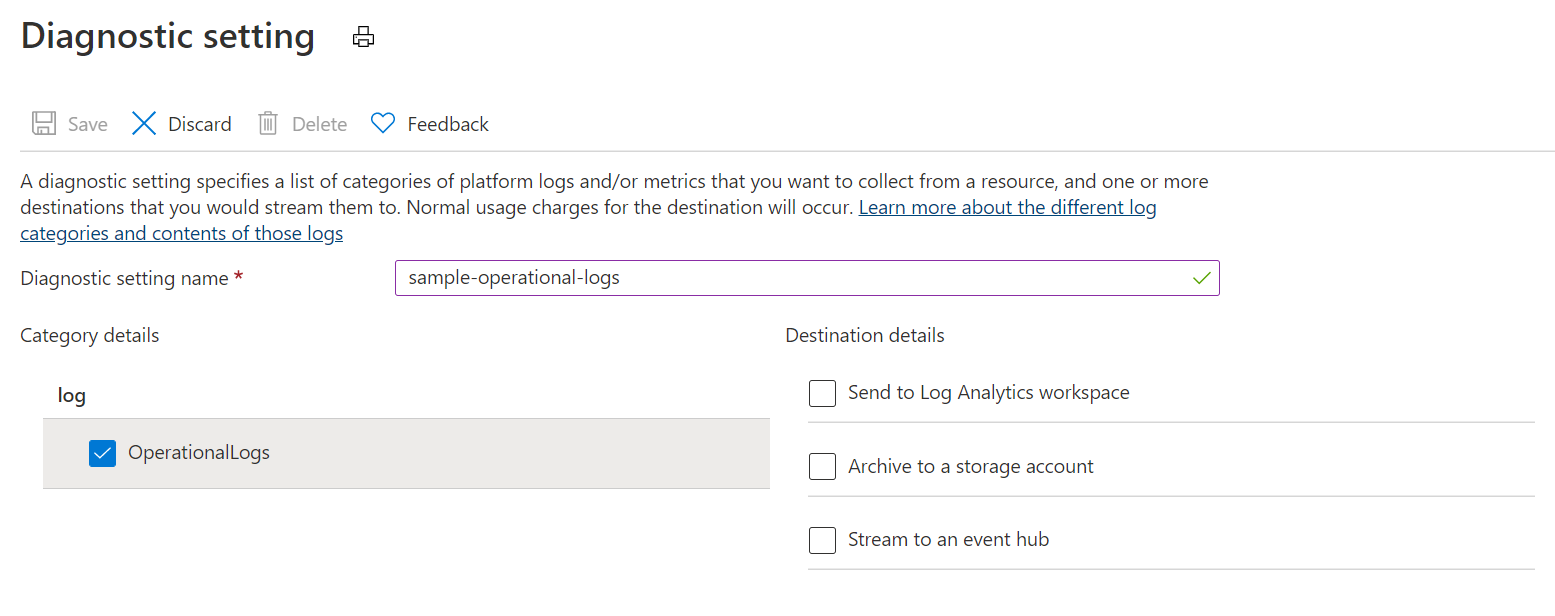 Diagnostic setting
Save Discard Delete Feedback
A diagnostic setting specifies a list of categories of platform logs and/or metrics that you want to collect from a resource, and one or more
destinations that you would stream them to. Normal usage charges for the destination will occur. Learn more about the different log
categories and contents of those logs
Diagnostic setting name * sample-operational-logs
Category details
Destination details
log
OperationalLogs
Send to Log Analytics workspace
Archive to a storage account
Stream to an event hub